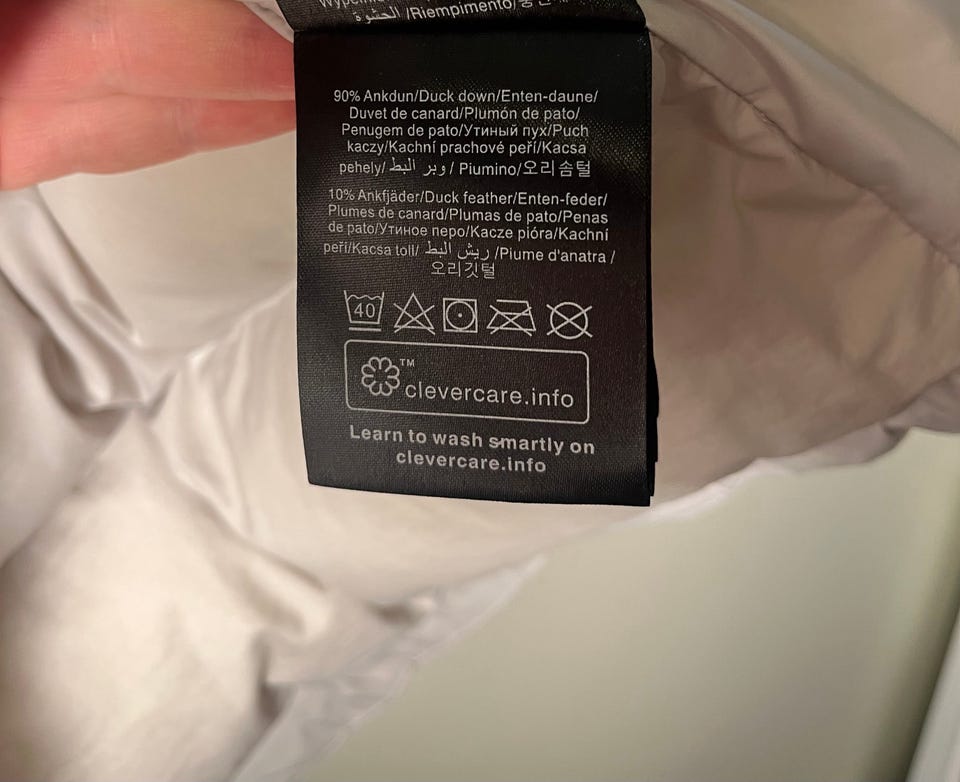 الحشوة /Riempimento/
90% Ankdun/Duck down/Enten-daune/
Duvet de canard/Plumón de pato/
Penugem de pato/Утиный пух/Puch
kaczy/Kachní prachové peří/Kacsa
pehely/ وبر البط / Piumino/오리솜털
10% Ankfjäder/Duck feather/Enten-feder/
Plumes de canard/Plumas de pato/Penas
de pato/Утиное перо/Kacze pióra/Kachní
peří/Kacsa toll/ ريش البط /Piume d'anatra /
오리깃털
40
™
clevercare.info
Learn to wash smartly on
clevercare.info